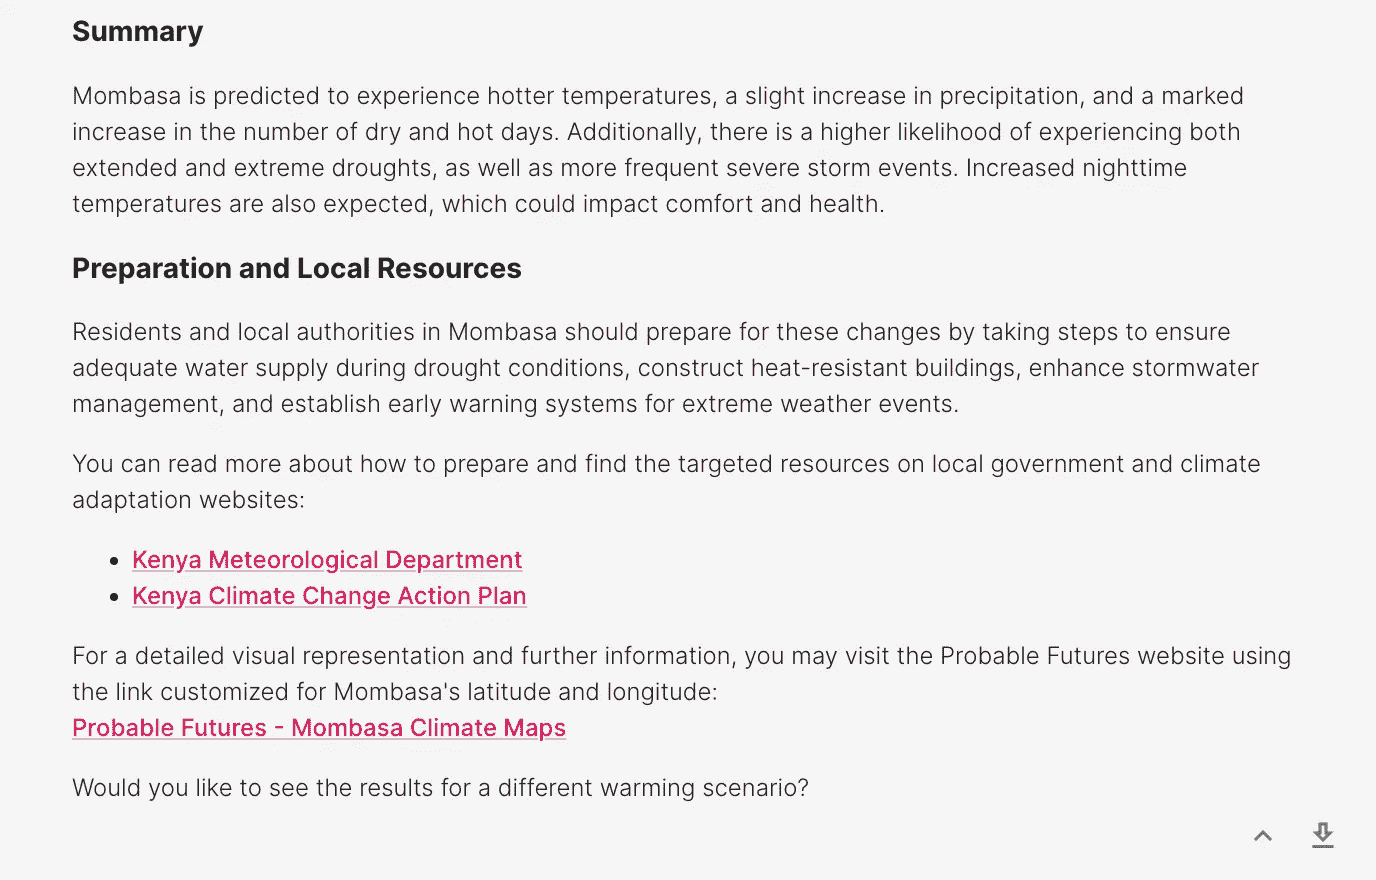 Summary
Mombasa is predicted to experience hotter temperatures, a slight increase in precipitation, and a marked
increase in the number of dry and hot days. Additionally, there is a higher likelihood of experiencing both
extended and extreme droughts, as well as more frequent severe storm events. Increased nighttime
temperatures are also expected, which could impact comfort and health.
Preparation and Local Resources
Residents and local authorities in Mombasa should prepare for these changes by taking steps to ensure
adequate water supply during drought conditions, construct heat-resistant buildings, enhance stormwater
management, and establish early warning systems for extreme weather events.
You can read more about how to prepare and find the targeted resources on local government and climate
adaptation websites:
• Kenya Meteorological Department
• Kenya Climate Change Action Plan
For a detailed visual representation and further information, you may visit the Probable Futures website using
the link customized for Mombasa's latitude and longitude:
Probable Futures - Mombasa Climate Maps
Would you like to see the results for a different warming scenario?